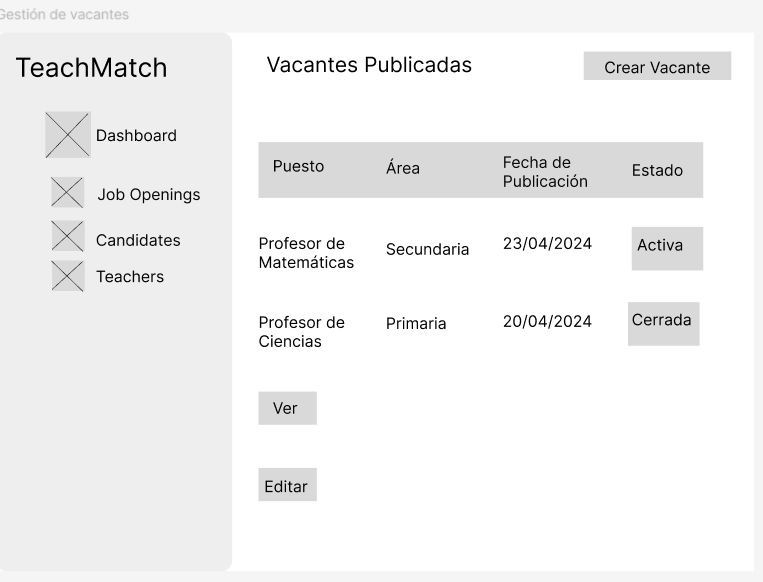 Gestión de vacantes
TeachMatch
Dashboard
Job Openings
Candidates
Teachers
Vacantes Publicadas
Crear Vacante
Puesto
Área
Fecha de
Publicación
Estado
Profesor de
Matemáticas
Secundaria
23/04/2024
Activa
Profesor de
Ciencias
Primaria
20/04/2024
Cerrada
Ver
Editar